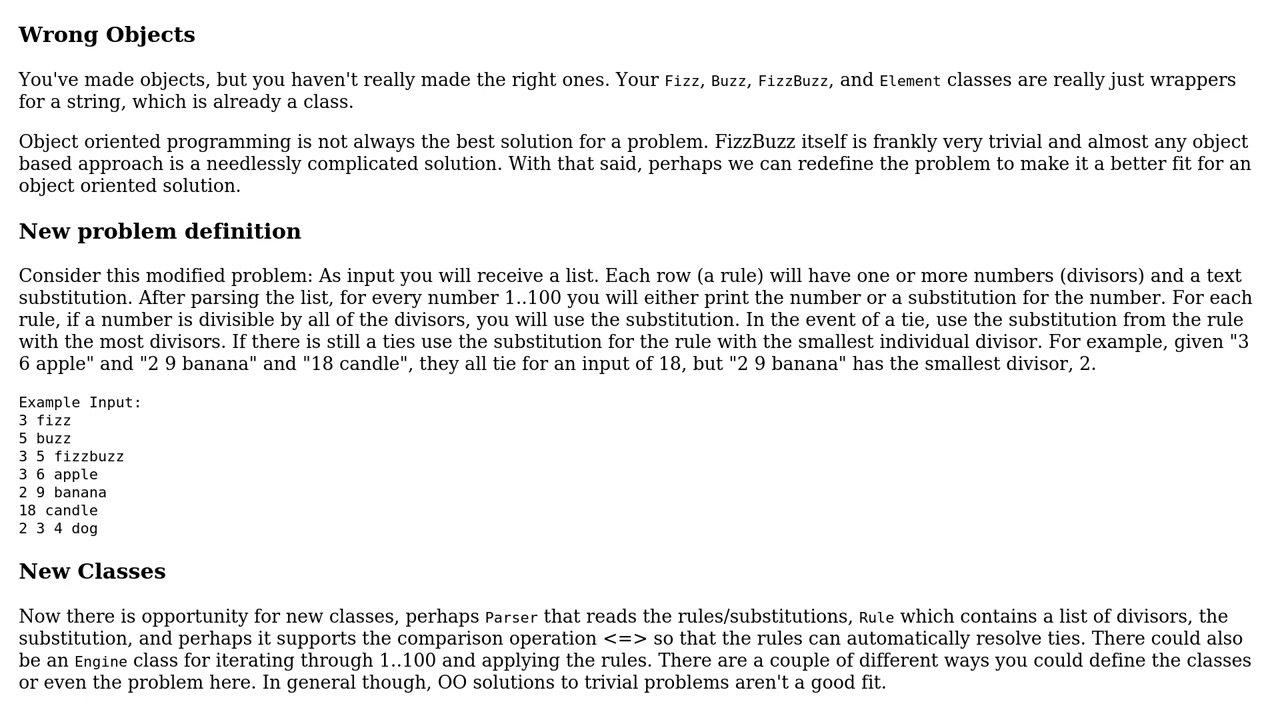 Wrong Objects
You've made objects, but you haven't really made the right ones. Your Fizz, Buzz, FizzBuzz, and Element classes are really just wrappers
for a string, which is already a class.
Object oriented programming is not always the best solution for a problem. FizzBuzz itself is frankly very trivial and almost any object
based approach is a needlessly complicated solution. With that said, perhaps we can redefine the problem to make it a better fit for an
object oriented solution.
New problem definition
Consider this modified problem: As input you will receive a list. Each row (a rule) will have one or more numbers (divisors) and a text
substitution. After parsing the list, for every number 1..100 you will either print the number or a substitution for the number. For each
rule, if a number is divisible by all of the divisors, you will use the substitution. In the event of a tie, use the substitution from the rule
with the most divisors. If there is still a ties use the substitution for the rule with the smallest individual divisor. For example, given "3
6 apple" and "2 9 banana" and "18 candle", they all tie for an input of 18, but "2 9 banana" has the smallest divisor, 2.
Example Input:
3 fizz
5 buzz
3 5 fizzbuzz
3 6 apple
2 9 banana
18 candle
2 3 4 dog
New Classes
Now there is opportunity for new classes, perhaps Parser that reads the rules/substitutions, Rule which contains a list of divisors, the
substitution, and perhaps it supports the comparison operation <=> so that the rules can automatically resolve ties. There could also
be an Engine class for iterating through 1..100 and applying the rules. There are a couple of different ways you could define the classes
or even the problem here. In general though, OO solutions to trivial problems aren't a good fit.